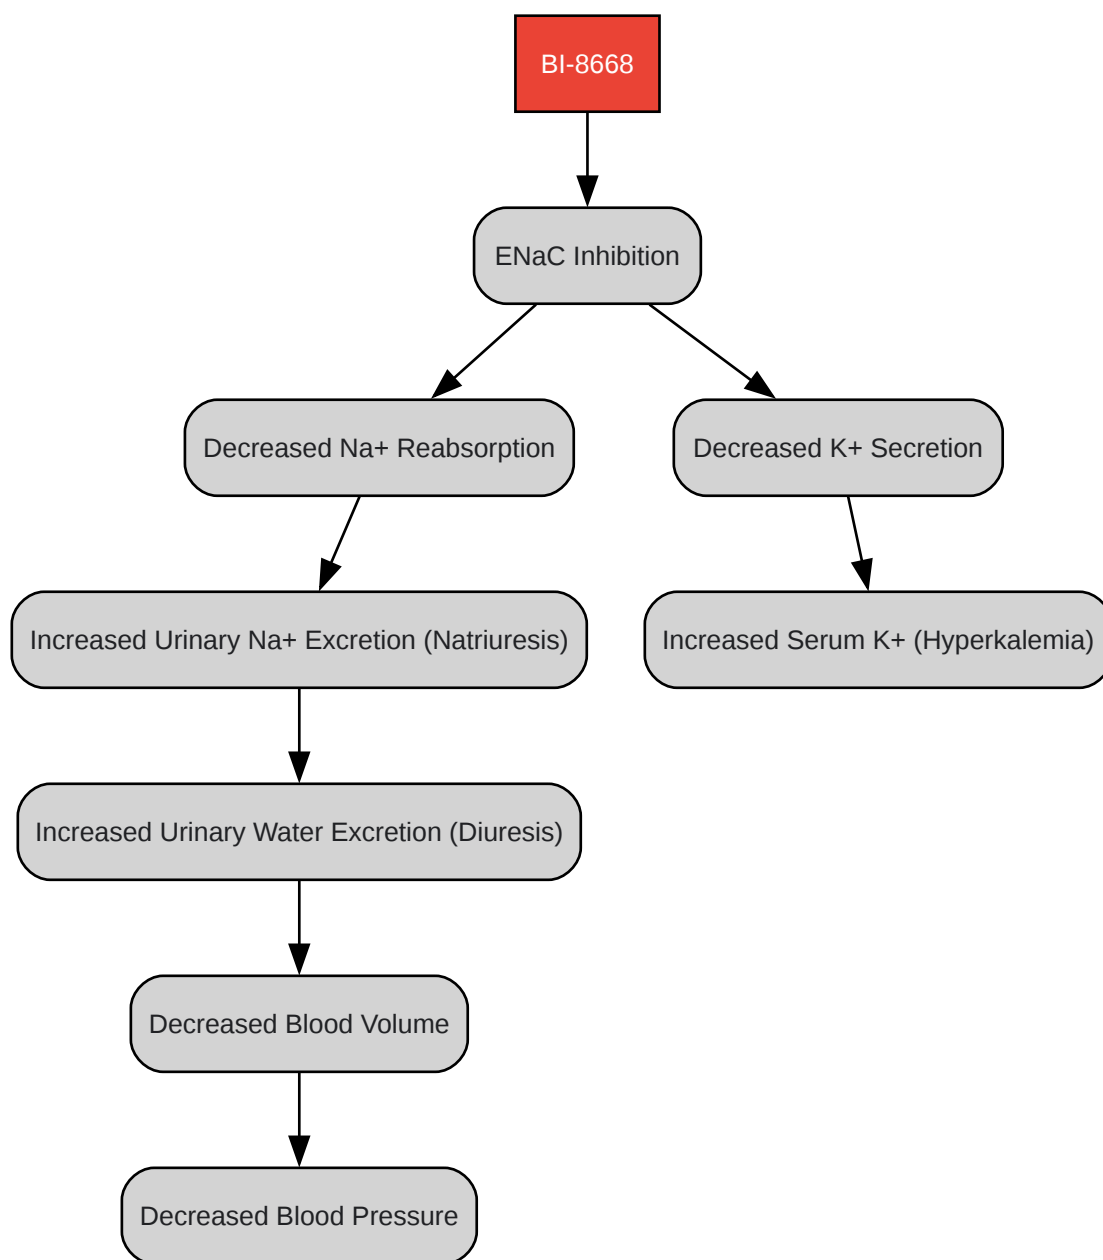 BI-8668
ENaC Inhibition
Decreased Na+ Reabsorption
Decreased K+ Secretion
Increased Urinary Na+ Excretion (Natriuresis)
Increased Serum K+ (Hyperkalemia)
Increased Urinary Water Excretion (Diuresis)
Decreased Blood Volume
Decreased Blood Pressure